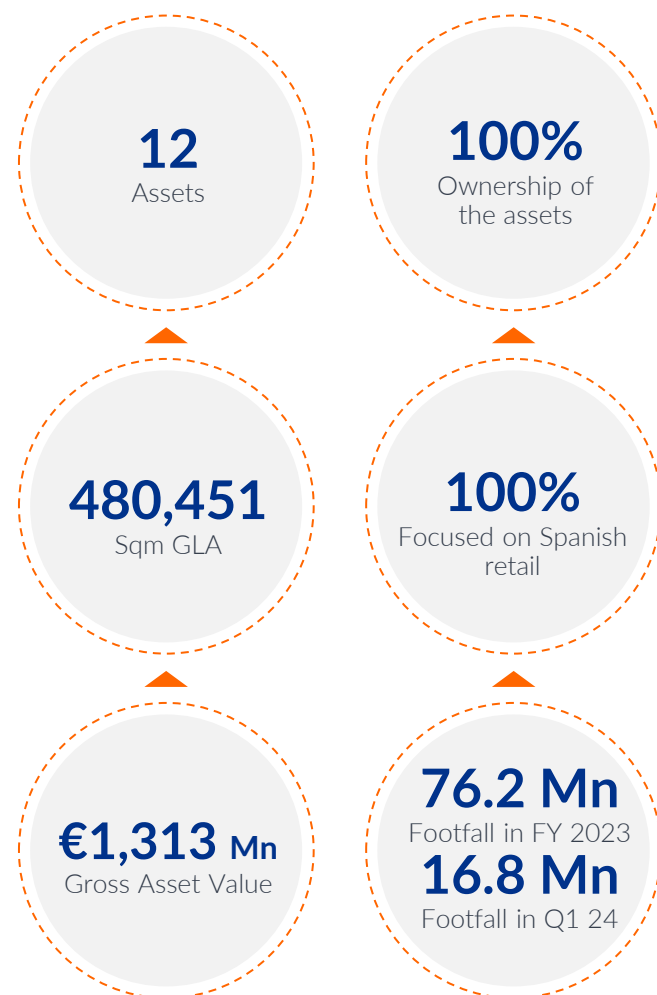 12
Assets
100%
Ownership of
the assets
480,451
Sqm GLA
100%
Focused on Spanish
retail
€1,313 Mn
Gross Asset Value
76.2 Mn
Footfall in FY 2023
16.8 Mn
Footfall in Q1 24